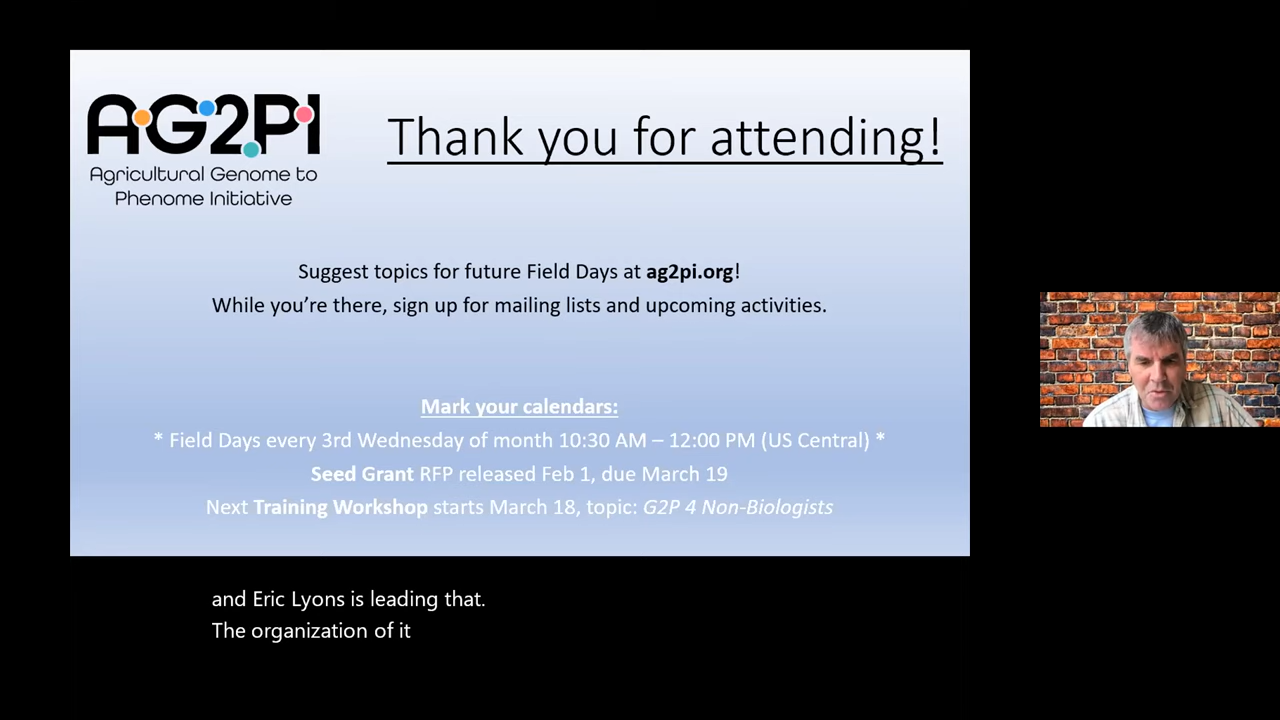 AG2PI
Agricultural Genome to
Phenome Initiative
Thank you for attending!
Suggest topics for future Field Days at ag2pi.org!
While you're there, sign up for mailing lists and upcoming activities.
Mark your calendars:
* Field Days every 3rd Wednesday of month 10:30 AM – 12:00 PM (US Central) *
Seed Grant RFP released Feb 1, due March 19
Next Training Workshop starts March 18, topic: G2P 4 Non-Biologists
and Eric Lyons is leading that.
The organization of it